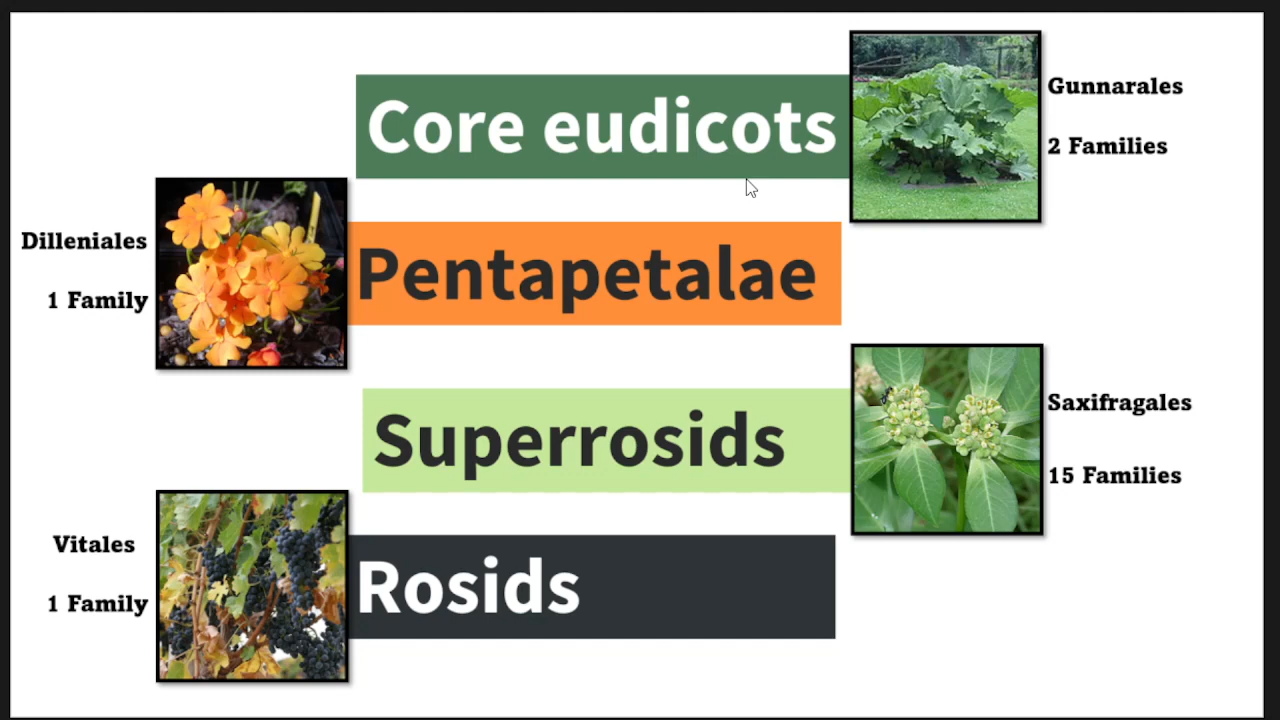 Core eudicots
Gunnarales
2 Families
Dilleniales
1 Family
Pentapetalae
Superrosids
Saxifragales
15 Families
Vitales
1 Family
Rosids